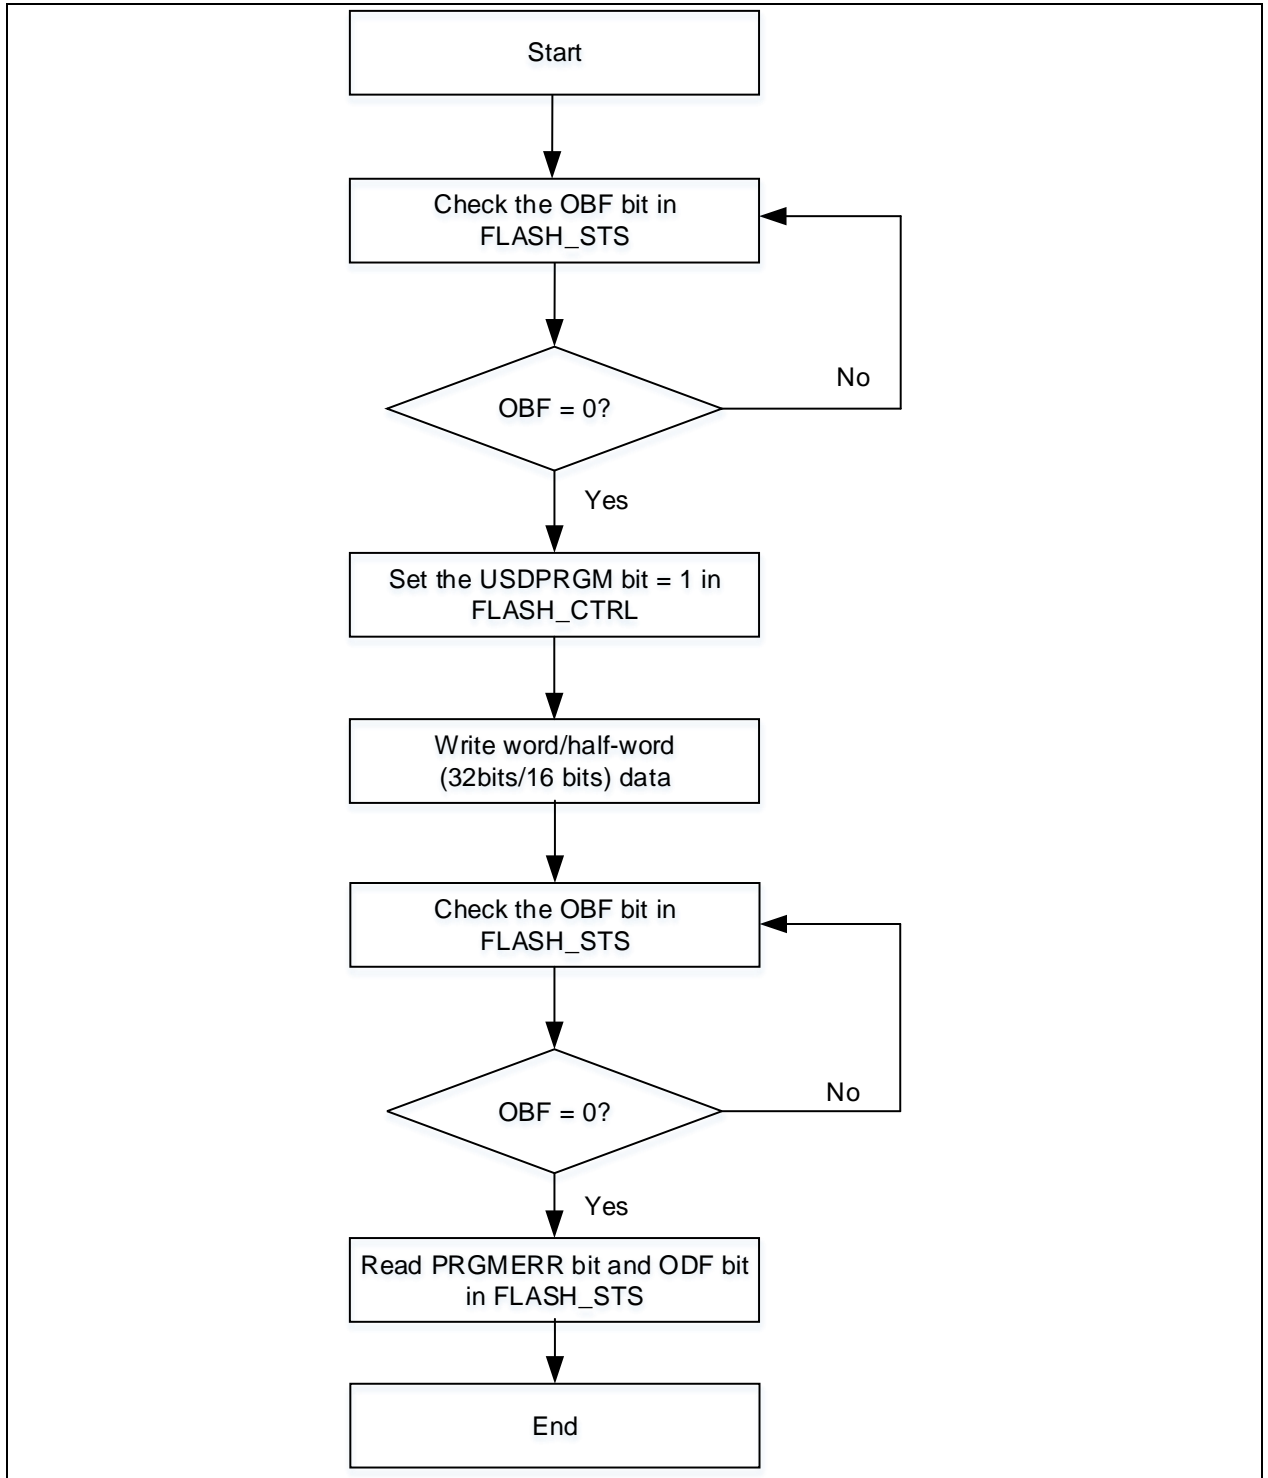 Start
Check the OBF bit in
FLASH_STS
OBF = 0?
No
Yes
Set the USDPRGM bit = 1 in
FLASH_CTRL
Write word/half-word
(32bits/16 bits) data
Check the OBF bit in
FLASH_STS
OBF = 0?
No
Yes
Read PRGMERR bit and ODF bit
in FLASH_STS
End